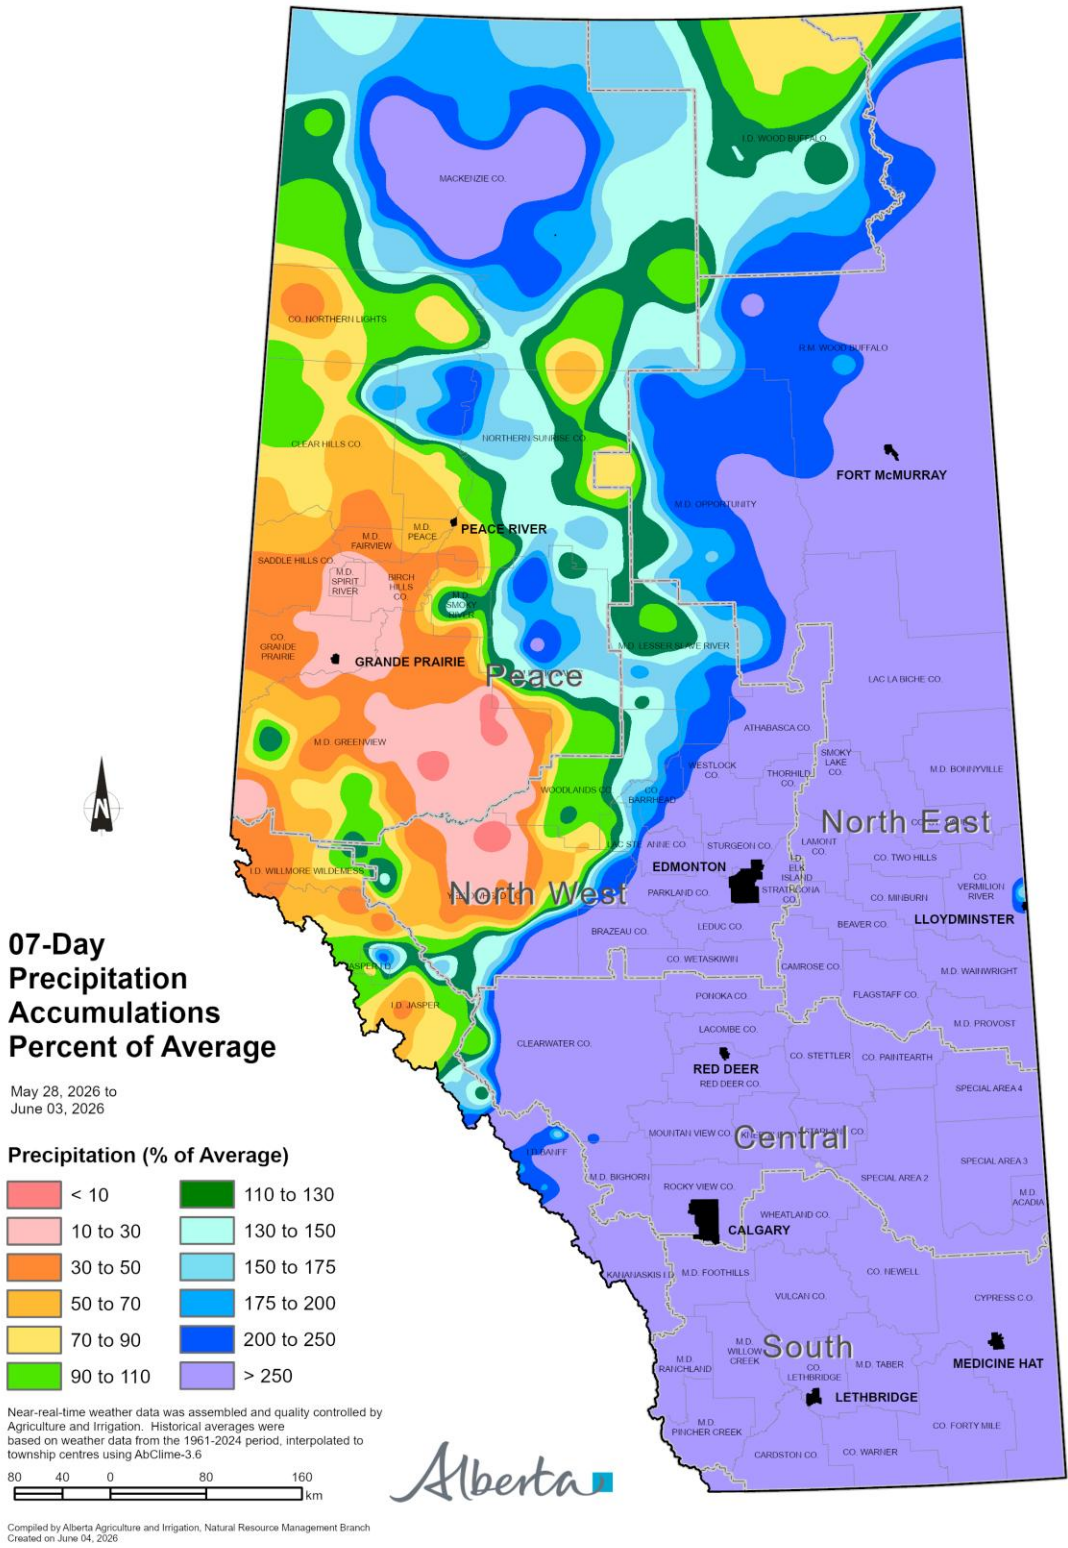 MACKENZIE CO.
I.D. WOOD BUFFALO
CO. NORTHERN LIGHTS
R.M. WOOD BUFFALO
CLEAR HILLS CO.
NORTHERN SUNRISE CO.
FORT McMURRAY
M.D. OPPORTUNITY
M.D.
PEACE
PEACE RIVER
M.D.
FAIRVIEW
SADDLE HILLS CO.
M.D.
SPIRIT
RIVER
BIRCH
HILLS
CO.
M.D.
SMOKY
RIVER
CO.
GRANDE
PRAIRIE
GRANDE PRAIRIE
M.D. LESSER SLAVE RIVER
Peace
LAC LA BICHE CO.
M.D. GREENVIEW
ATHABASCA CO.
WESTLOCK
CO.
THORHILD
CO.
SMOKY
LAKE
CO.
M.D. BONNYVILLE
WOODLANDS CO.
CO.
BARRHEAD
North East
LAC STE ANNE CO.
STURGEON CO.
LAMONT
CO.
CO. TWO HILLS
EDMONTON
I.D.
ELK
ISLAND
I.D. WILLMORE WILDERNESS
North West
PARKLAND CO.
STRATHCONA
CO.
CO. MINBURN
CO.
VERMILION
RIVER
LLOYDMINSTER
BRAZEAU CO.
LEDUC CO.
BEAVER CO.
CO. WETASKIWIN
CAMROSE CO.
M.D. WAINWRIGHT
JASPER I.D.
I.D. JASPER
PONOKA CO.
FLAGSTAFF CO.
M.D. PROVOST
CLEARWATER CO.
LACOMBE CO.
CO. STETTLER
CO. PAINTEARTH
RED DEER
RED DEER CO.
SPECIAL AREA 4
MOUNTAIN VIEW CO.
STARLAND CO.
Central
I.D. BANFF
M.D. BIGHORN
ROCKY VIEW CO.
SPECIAL AREA 2
SPECIAL AREA 3
M.D.
ACADIA
WHEATLAND CO.
CALGARY
KANANASKIS I.D.
M.D. FOOTHILLS
CO. NEWELL
VULCAN CO.
CYPRESS C.O.
M.D.
WILLOW
CREEK
South
M.D.
RANCHLAND
CO.
LETHBRIDGE
M.D. TABER
MEDICINE HAT
LETHBRIDGE
M.D.
PINCHER CREEK
CO. FORTY MILE
CARDSTON CO.
CO. WARNER
N
07-Day
Precipitation
Accumulations
Percent of Average
May 28, 2026 to
June 03, 2026
Precipitation (% of Average)
< 10
10 to 30
30 to 50
50 to 70
70 to 90
90 to 110
110 to 130
130 to 150
150 to 175
175 to 200
200 to 250
> 250
Near-real-time weather data was assembled and quality controlled by
Agriculture and Irrigation. Historical averages were
based on weather data from the 1961-2024 period, interpolated to
township centres using AbClime-3.6
80 40 0 80 160
km
Alberta
Compiled by Alberta Agriculture and Irrigation, Natural Resource Management Branch
Created on June 04, 2026